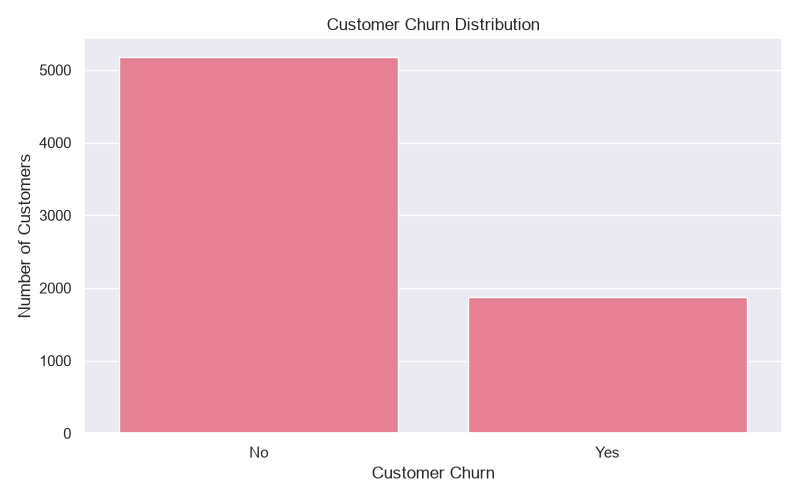 Customer Churn Distribution
Number of Customers
5000
4000
3000
2000
1000
0
No
Yes
Customer Churn